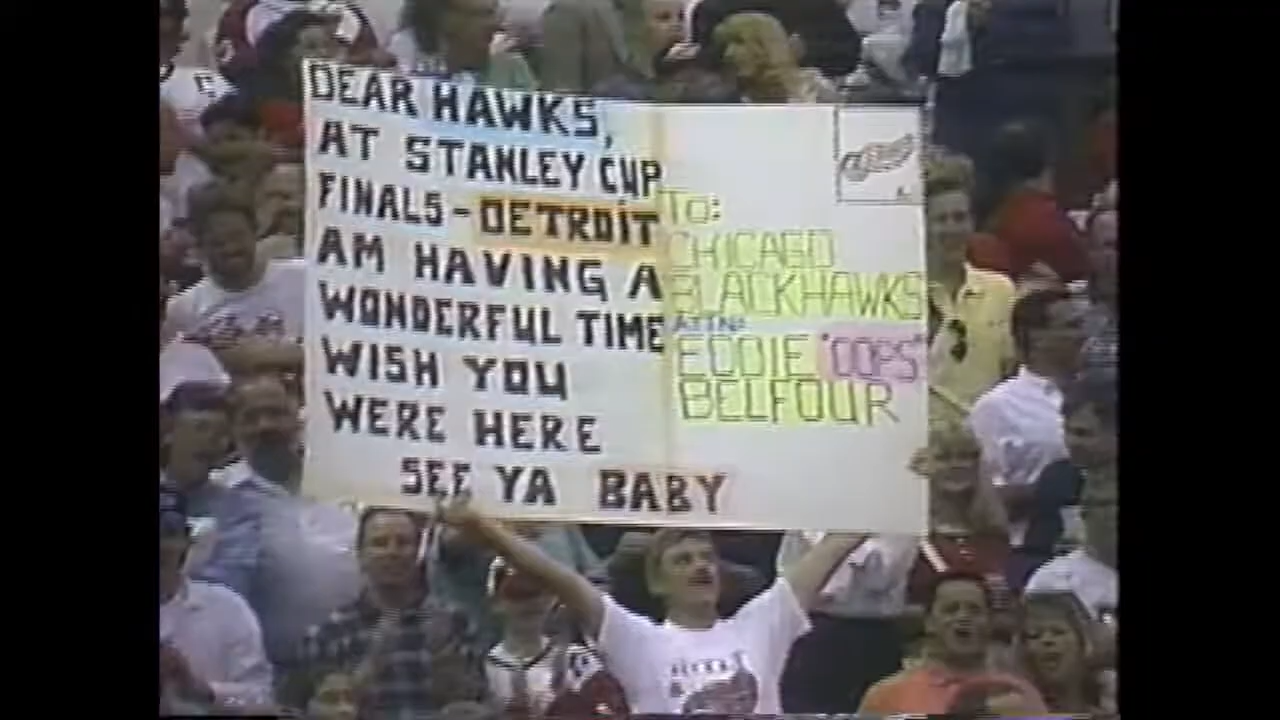 DEAR HAWKS,
AT STANLEY CUP
FINALS-DETROIT
AM HAVING A
WONDERFUL TIME
WISH YOU
WERE HERE
SEE YA BABY
TO:
CHICAGO
BLACKHAWKS
ATTN:
EDDIE "OOPS"
BELFOUR